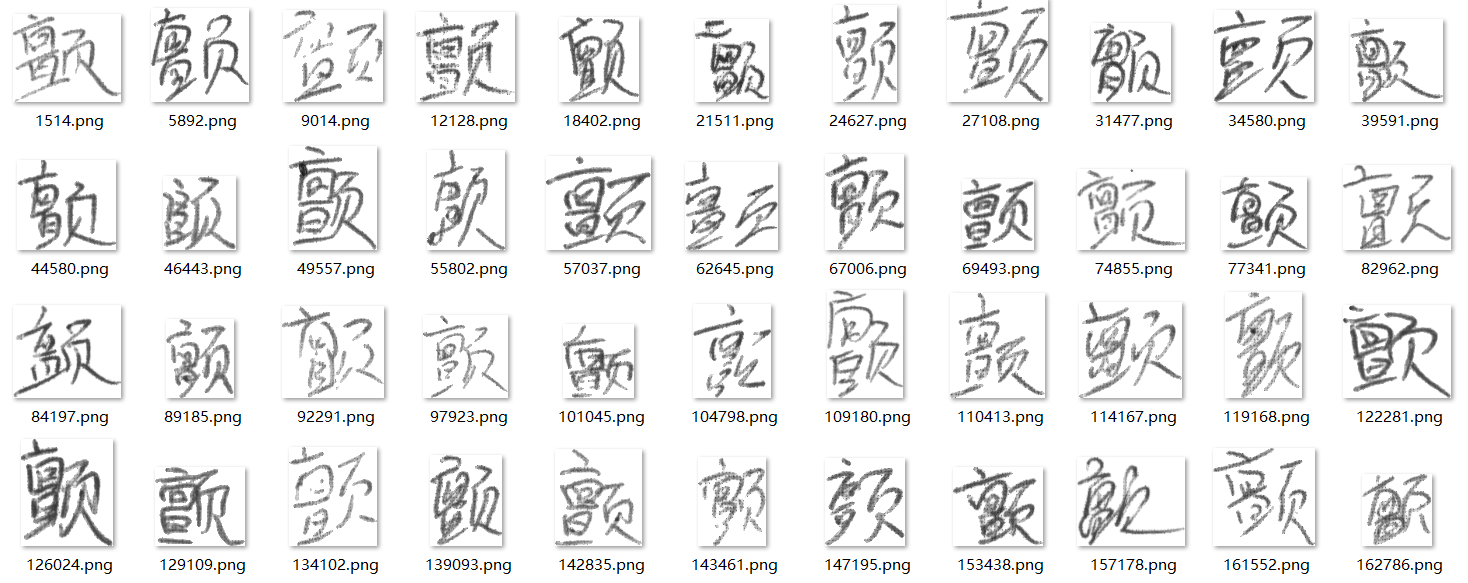 颤 颤 颤 颤 颤 颤 颤 颤 颤 颤 颤
1514.png 5892.png 9014.png 12128.png 18402.png 21511.png 24627.png 27108.png 31477.png 34580.png 39591.png
颤 颤 颤 颤 颤 颤 颤 颤 颤 颤 颤
44580.png 46443.png 49557.png 55802.png 57037.png 62645.png 67006.png 69493.png 74855.png 77341.png 82962.png
颤 颤 颤 颤 颤 颤 颤 颤 颤 颤 颤
84197.png 89185.png 92291.png 97923.png 101045.png 104798.png 109180.png 110413.png 114167.png 119168.png 122281.png
颤 颤 颤 颤 颤 颤 颤 颤 颤 颤 颤
126024.png 129109.png 134102.png 139093.png 142835.png 143461.png 147195.png 153438.png 157178.png 161552.png 162786.png